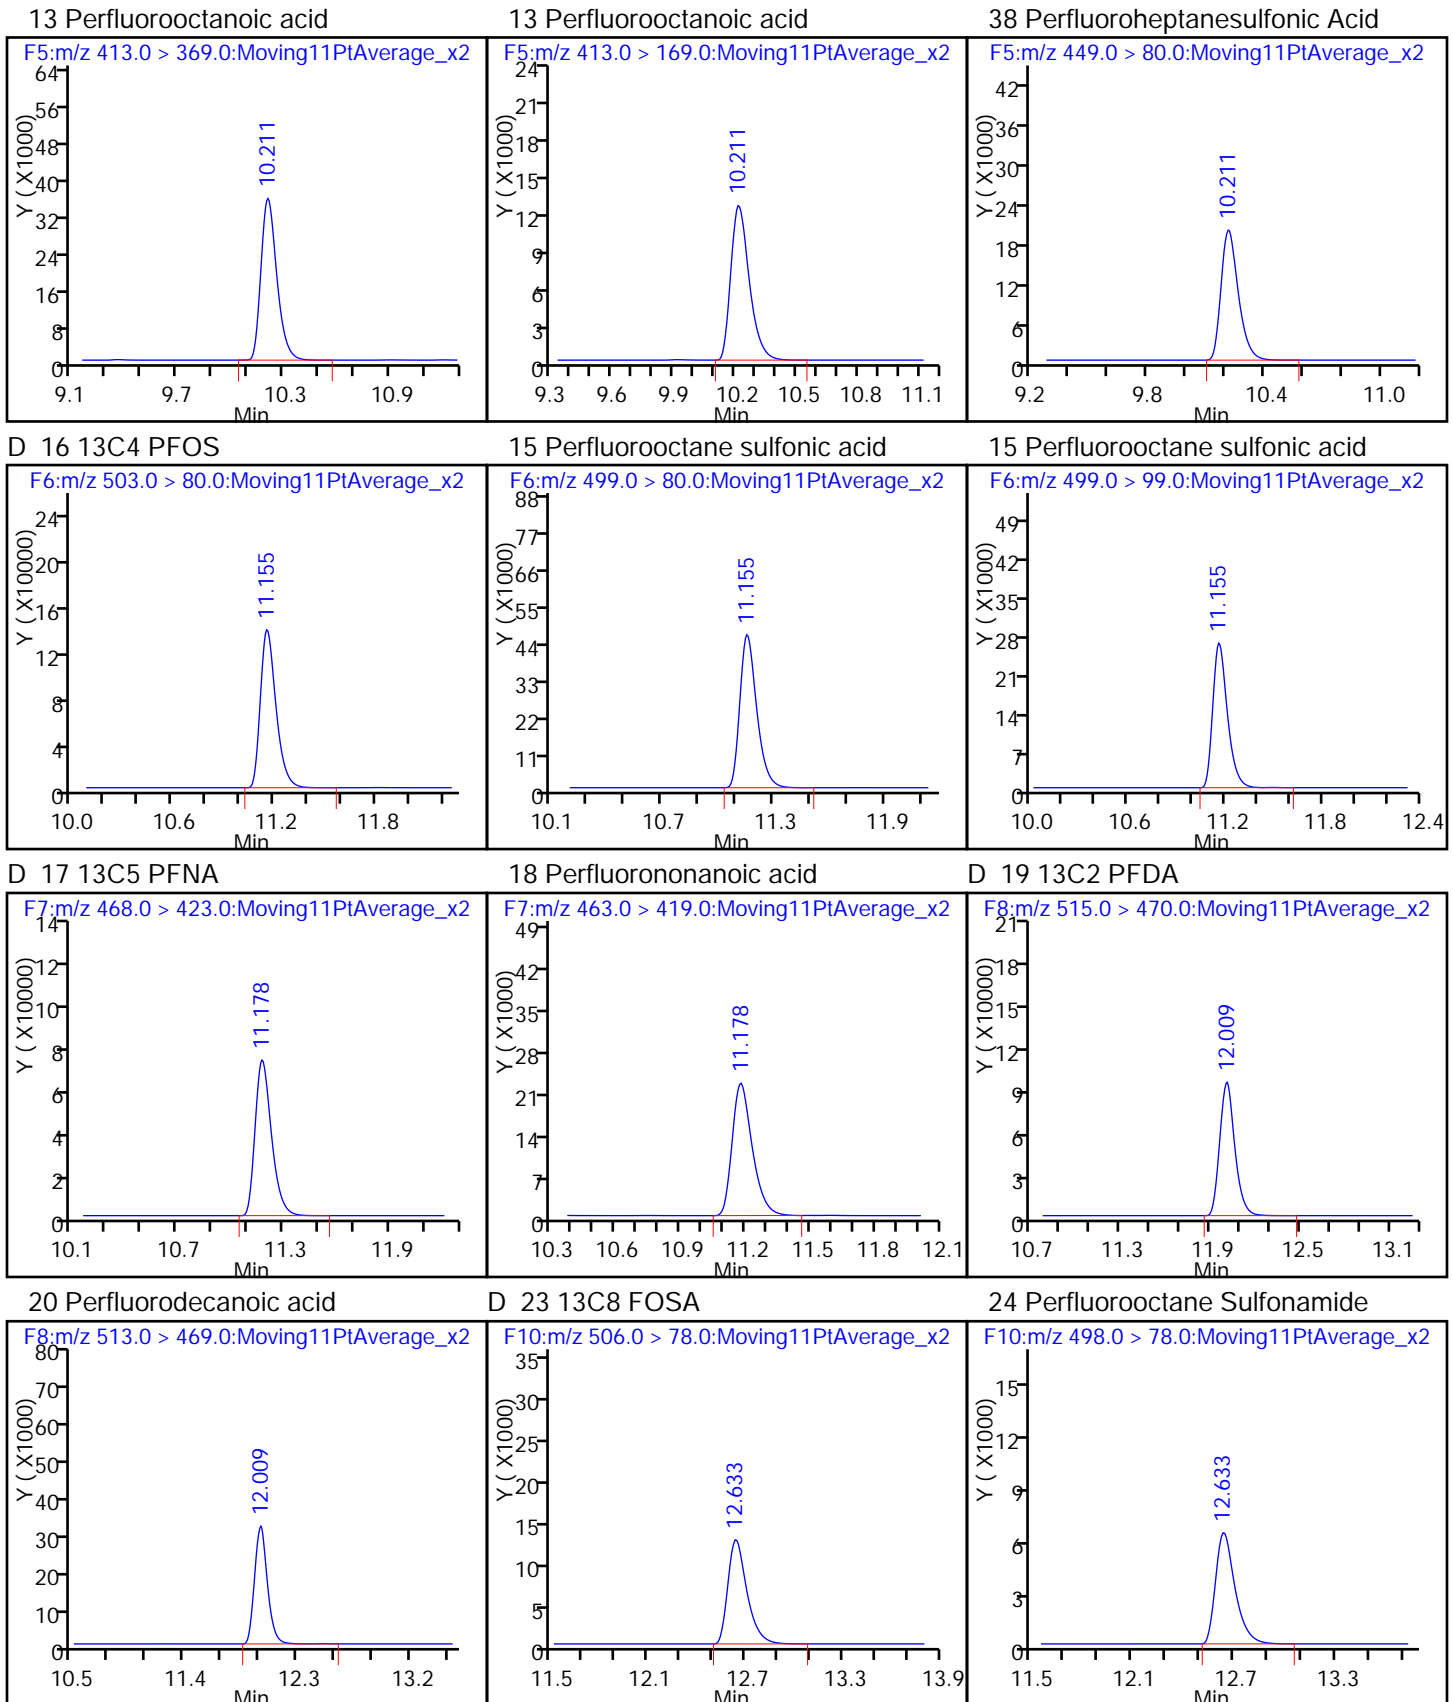 13 Perfluorooctanoic acid
F5:m/z 413.0 > 369.0:Moving11PtAverage_x2
Y ( X1000)
64
56
48
40
32
24
16
8
0
10.211
9.1 9.7 10.3 10.9
Min
13 Perfluorooctanoic acid
F5:m/z 413.0 > 169.0:Moving11PtAverage_x2
Y ( X1000)
24
21
18
15
12
9
6
3
0
10.211
9.3 9.6 9.9 10.2 10.5 10.8 11.1
Min
38 Perfluoroheptanesulfonic Acid
F5:m/z 449.0 > 80.0:Moving11PtAverage_x2
Y ( X1000)
42
36
30
24
18
12
6
0
10.211
9.2 9.8 10.4 11.0
Min
D 16 13C4 PFOS
F6:m/z 503.0 > 80.0:Moving11PtAverage_x2
Y ( X10000)
24
20
16
12
8
4
0
11.155
10.0 10.6 11.2 11.8
Min
15 Perfluorooctane sulfonic acid
F6:m/z 499.0 > 80.0:Moving11PtAverage_x2
Y ( X1000)
88
77
66
55
44
33
22
11
0
11.155
10.1 10.7 11.3 11.9
Min
15 Perfluorooctane sulfonic acid
F6:m/z 499.0 > 99.0:Moving11PtAverage_x2
Y ( X1000)
49
42
35
28
21
14
7
0
11.155
10.0 10.6 11.2 11.8 12.4
Min
D 17 13C5 PFNA
F7:m/z 468.0 > 423.0:Moving11PtAverage_x2
Y ( X10000)
14
12
10
8
6
4
2
0
11.178
10.1 10.7 11.3 11.9
Min
18 Perfluorononanoic acid
F7:m/z 463.0 > 419.0:Moving11PtAverage_x2
Y ( X1000)
49
42
35
28
21
14
7
0
11.178
10.3 10.6 10.9 11.2 11.5 11.8 12.1
Min
D 19 13C2 PFDA
F8:m/z 515.0 > 470.0:Moving11PtAverage_x2
Y ( X10000)
21
18
15
12
9
6
3
0
12.009
10.7 11.3 11.9 12.5 13.1
Min
20 Perfluorodecanoic acid
F8:m/z 513.0 > 469.0:Moving11PtAverage_x2
Y ( X1000)
80
70
60
50
40
30
20
10
0
12.009
10.5 11.4 12.3 13.2
Min
D 23 13C8 FOSA
F10:m/z 506.0 > 78.0:Moving11PtAverage_x2
Y ( X1000)
35
30
25
20
15
10
5
0
12.633
11.5 12.1 12.7 13.3 13.9
Min
24 Perfluorooctane Sulfonamide
F10:m/z 498.0 > 78.0:Moving11PtAverage_x2
Y ( X1000)
15
12
9
6
3
0
12.633
11.5 12.1 12.7 13.3
Min